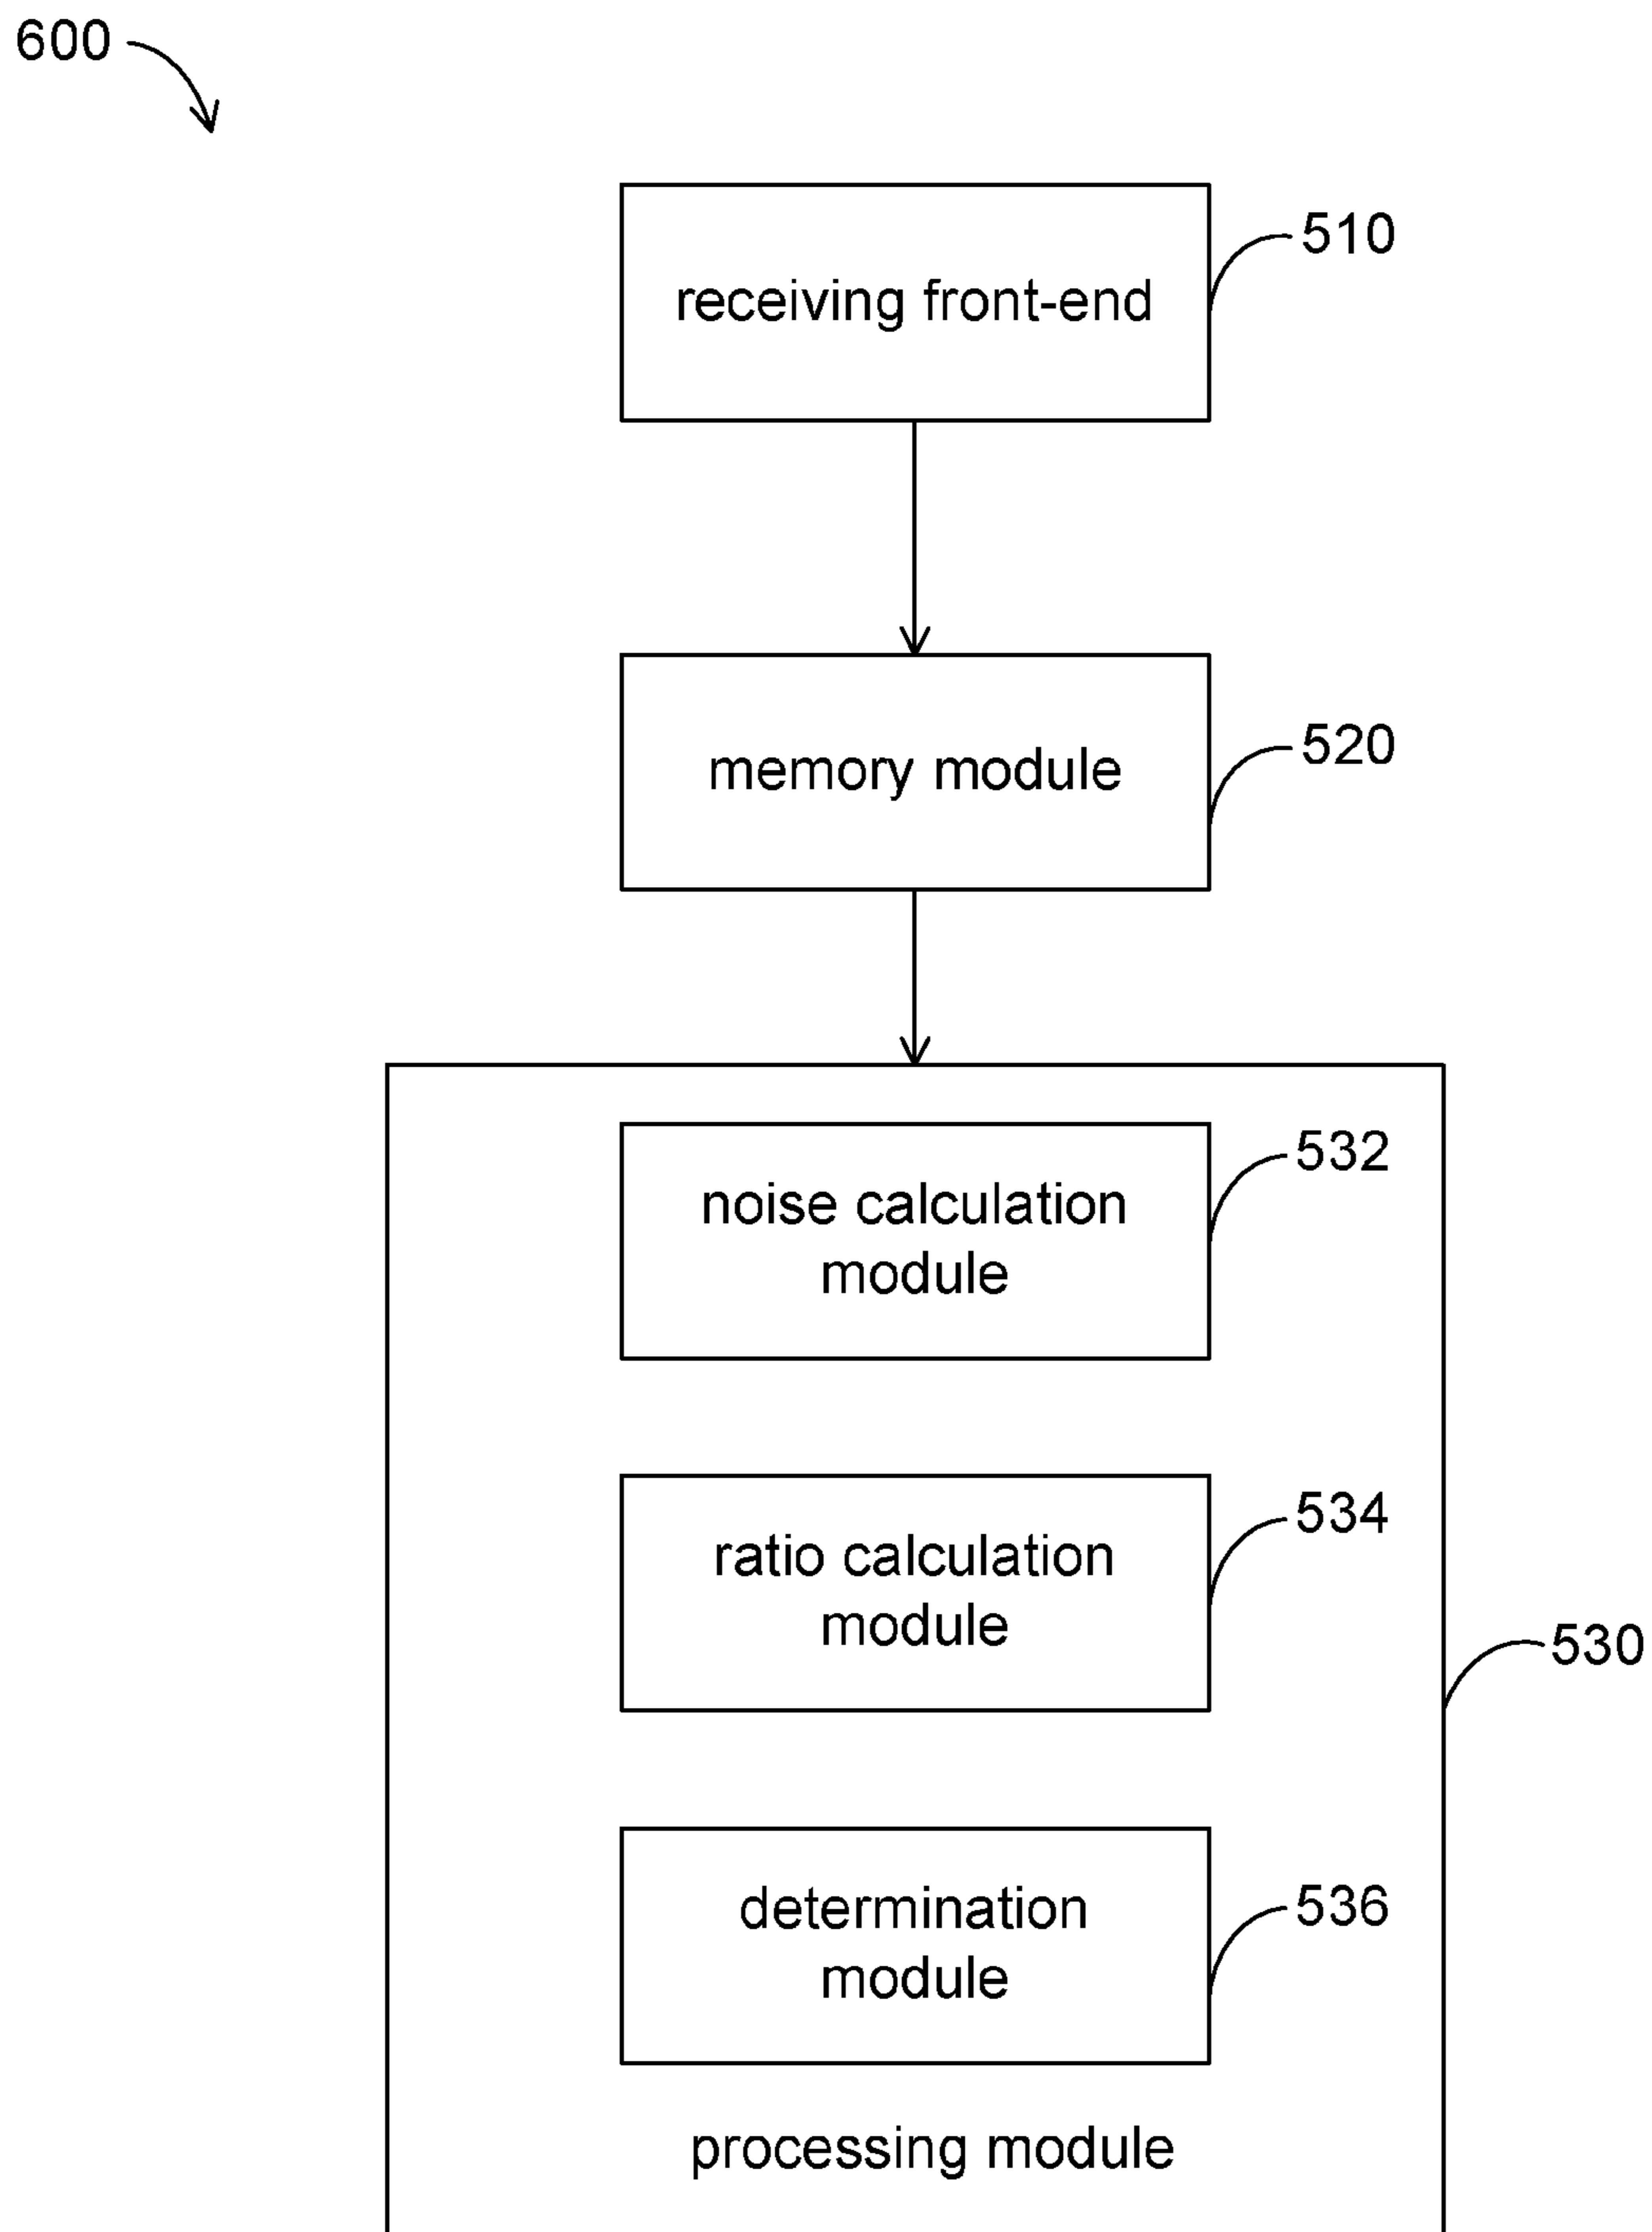 600
510
receiving front-end
520
memory module
532
noise calculation
module
534
ratio calculation
module
530
536
determination
module
processing module